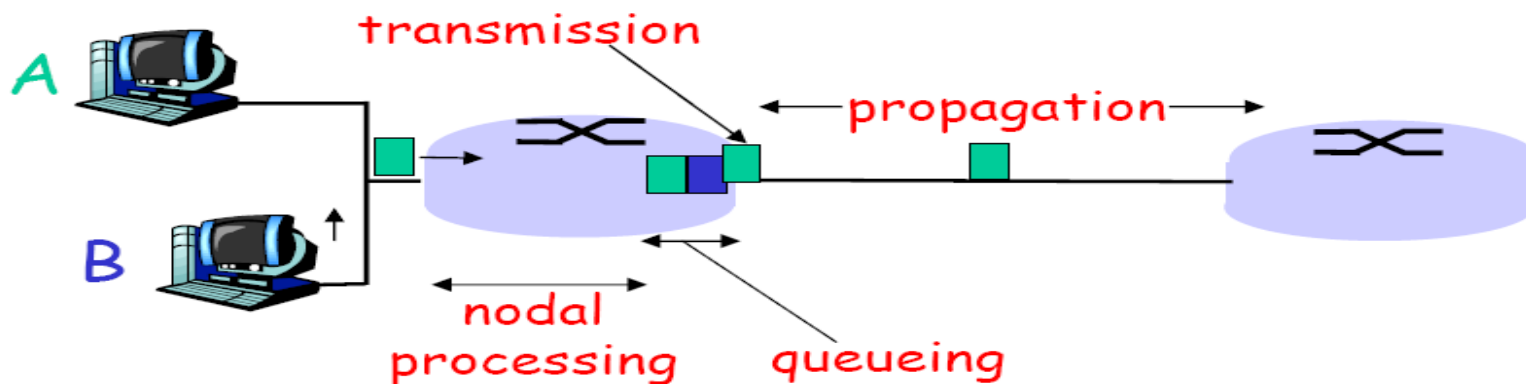 transmission
A
propagation
B
nodal
processing
queueing